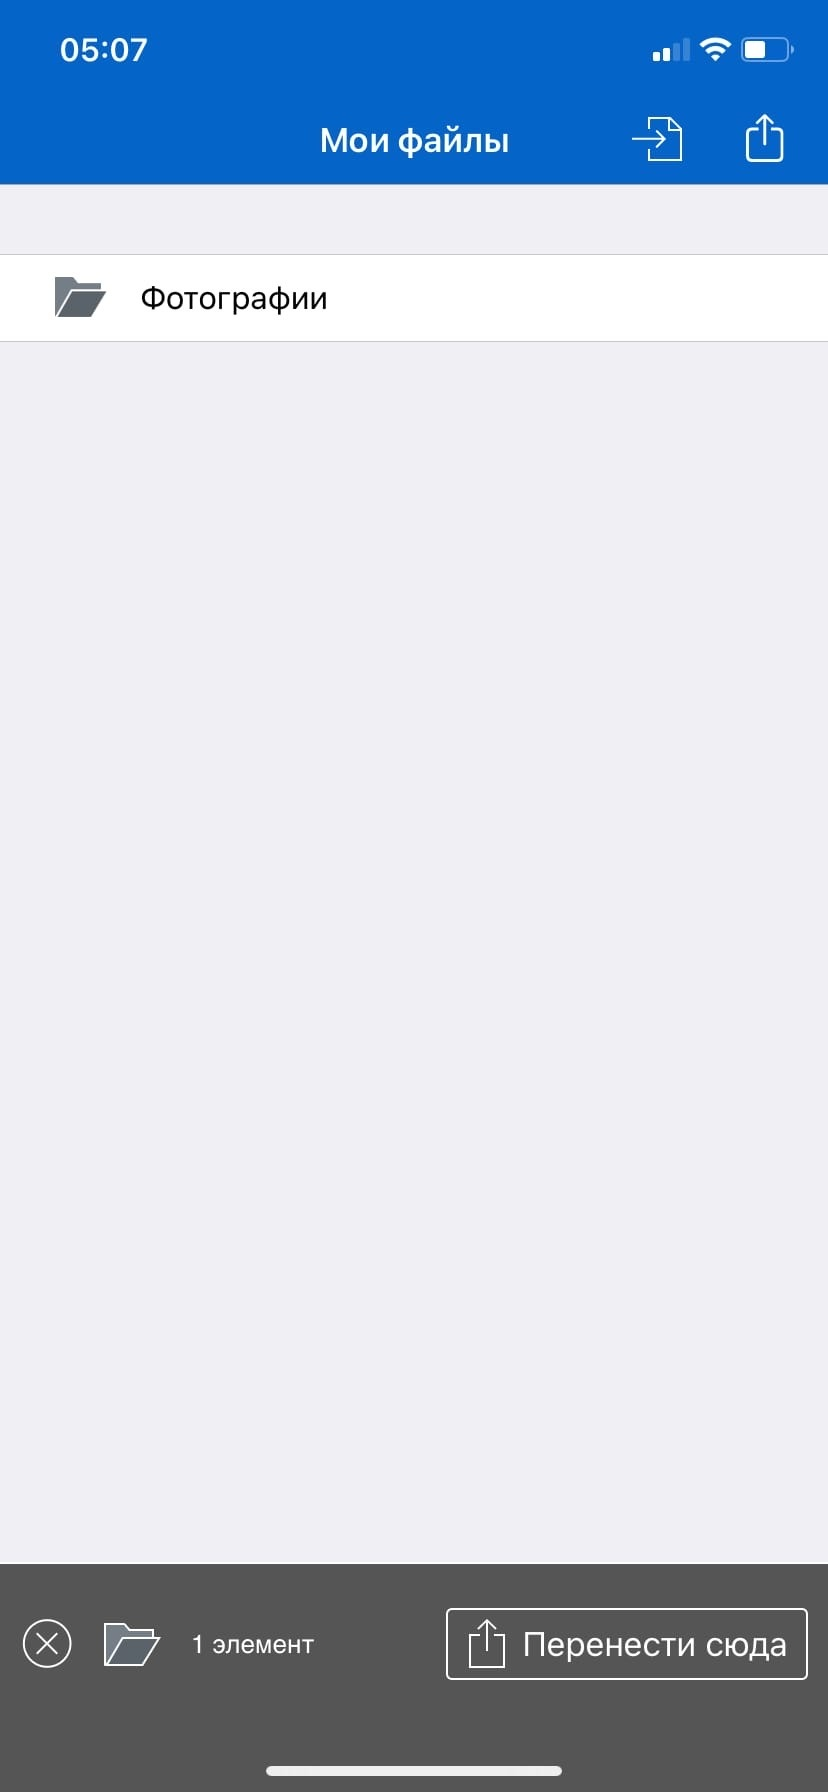 05:07
Мои файлы
Фотографии
1 элемент
Перенести сюда